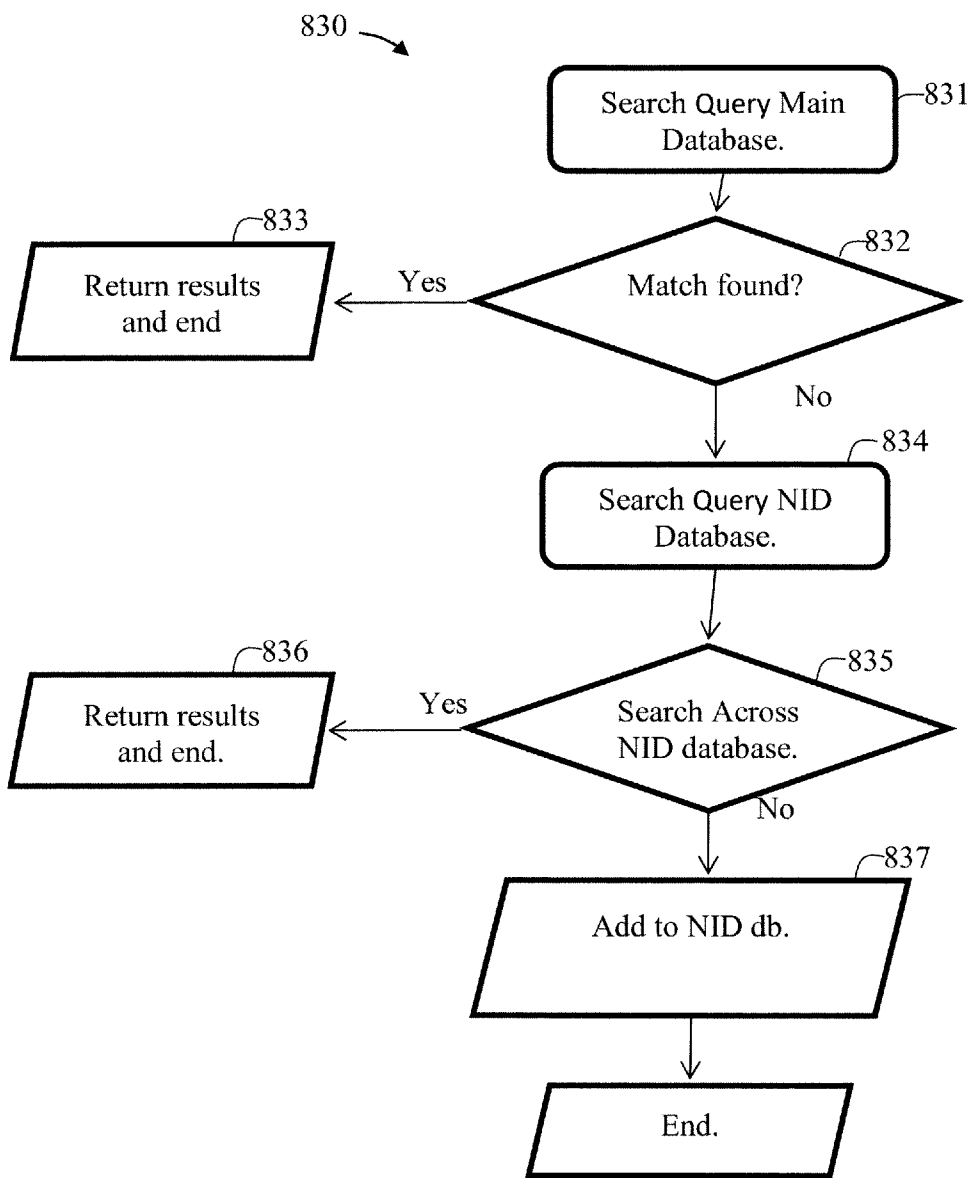 830
Search Query Main
Database.
831
833
Return results
and end
Yes
832
Match found?
No
834
Search Query NID
Database.
836
Return results
and end.
Yes
835
Search Across
NID database.
No
837
Add to NID db.
End.